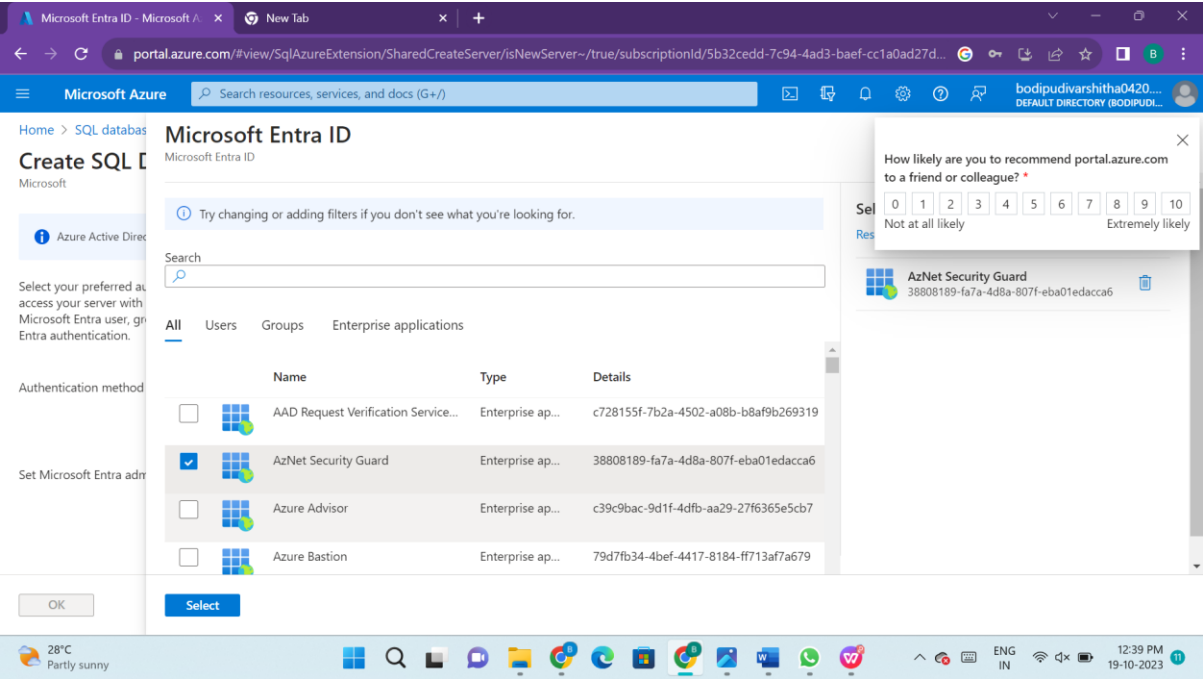 Microsoft Entra ID - Microsoft A
New Tab
portal.azure.com/#view/SqlAzureExtension/SharedCreateServer/isNewServer~/true/subscriptionId/5b32cedd-7c94-4ad3-baef-cc1a0ad27d...
B
Microsoft Azure
Search resources, services, and docs (G+/)
bodipudivarshitha0420....
DEFAULT DIRECTORY (BODIPUDI...
Home > SQL databas
Create SQL D
Microsoft
Azure Active Direc
Select your preferred au
access your server with
Microsoft Entra user, gr
Entra authentication.
Authentication method
Set Microsoft Entra adm
OK
Microsoft Entra ID
Microsoft Entra ID
Try changing or adding filters if you don't see what you're looking for.
Search
All Users Groups Enterprise applications
Name Type Details
AAD Request Verification Service... Enterprise ap... c728155f-7b2a-4502-a08b-b8af9b269319
AzNet Security Guard Enterprise ap... 38808189-fa7a-4d8a-807f-eba01edacca6
Azure Advisor Enterprise ap... c39c9bac-9d1f-4dfb-aa29-27f6365e5cb7
Azure Bastion Enterprise ap... 79d7fb34-4bef-4417-8184-ff713af7a679
Select
How likely are you to recommend portal.azure.com
to a friend or colleague? *
0 1 2 3 4 5 6 7 8 9 10
Not at all likely Extremely likely
Sel
Res
AzNet Security Guard
38808189-fa7a-4d8a-807f-eba01edacca6
28°C
Partly sunny
ENG
IN
12:39 PM
19-10-2023
11